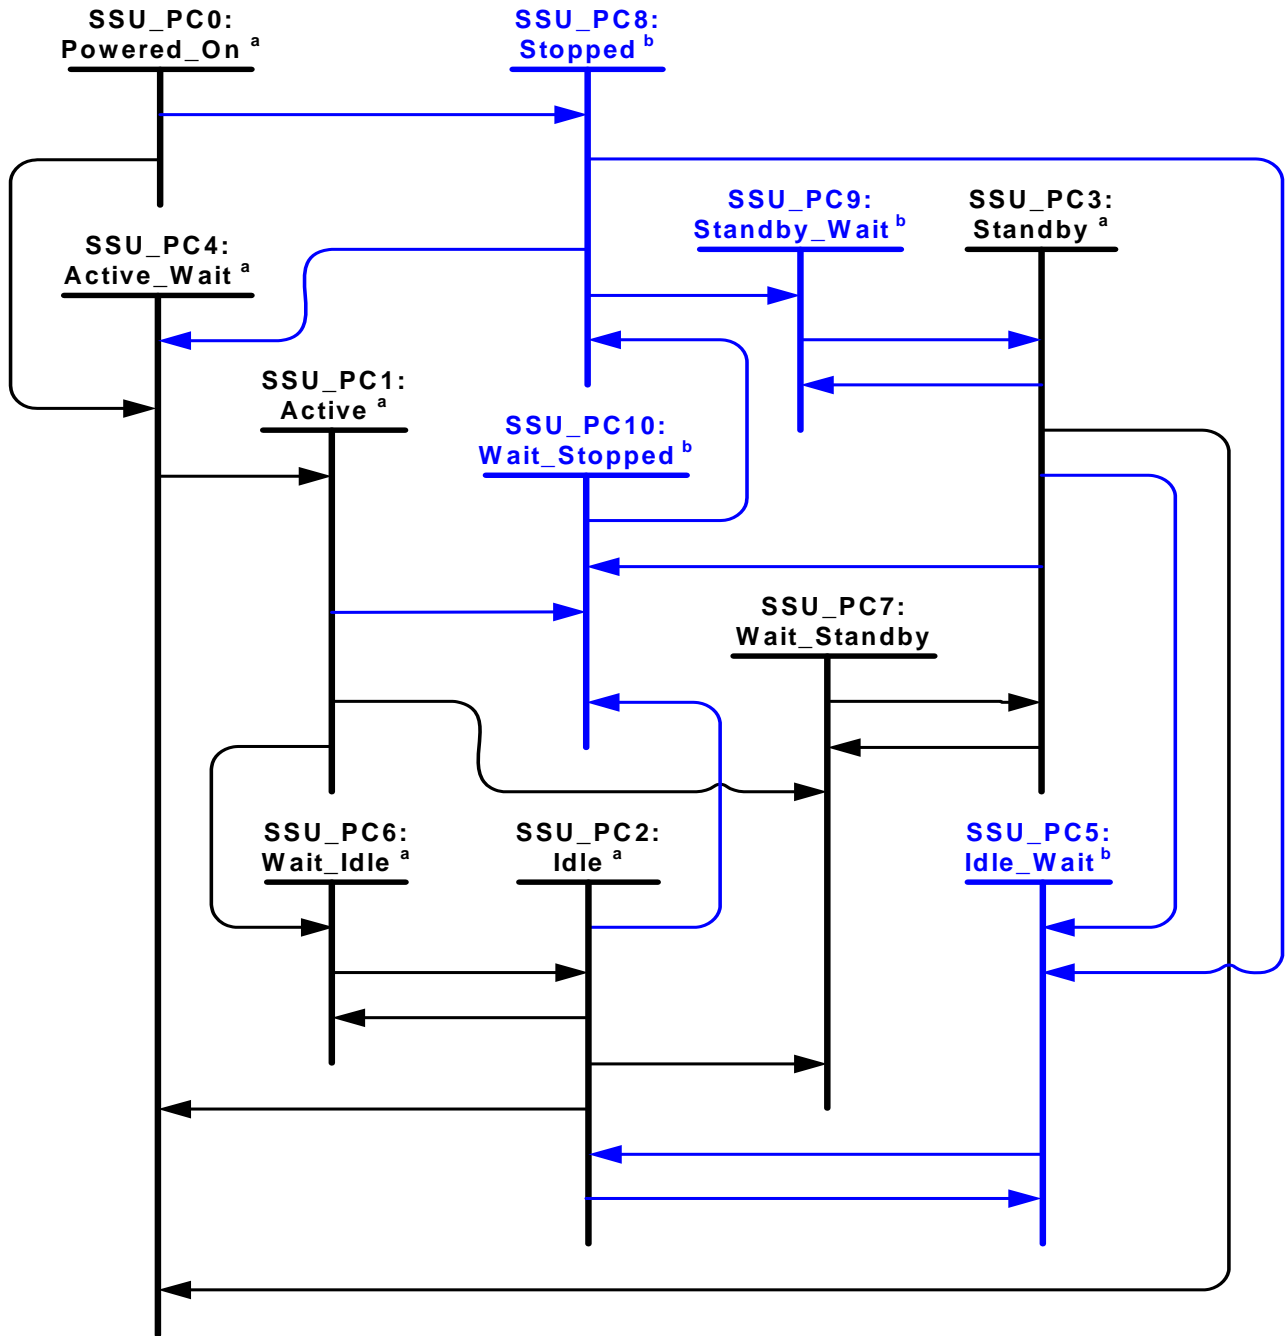 SSU_PC0:
Powered_On a
SSU_PC8:
Stopped b
SSU_PC9:
Standby_Wait b
SSU_PC3:
Standby a
SSU_PC4:
Active_Wait a
SSU_PC1:
Active a
SSU_PC10:
Wait_Stopped b
SSU_PC7:
Wait_Standby
SSU_PC6:
Wait_Idle a
SSU_PC2:
Idle a
SSU_PC5:
Idle_Wait b